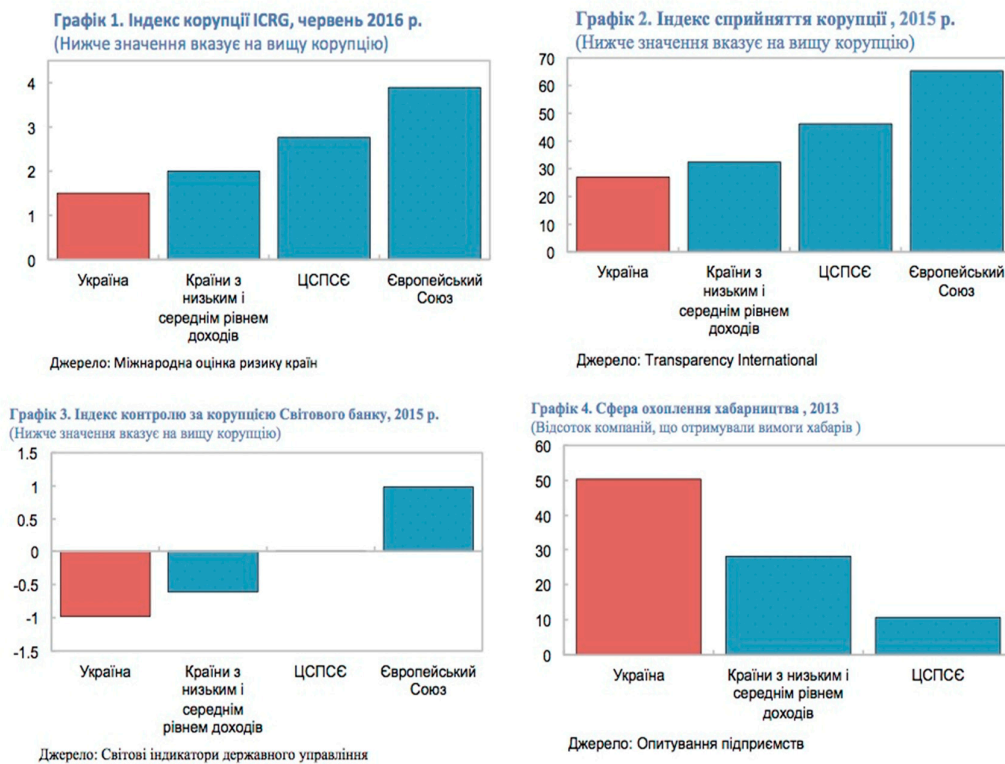 Графік 1. Індекс корупції ICRG, червень 2016 р.
(Нижче значення вказує на вищу корупцію)
4
3
2
1
0
Україна
Країни з
низьким і
середнім рівнем
доходів
ЦСПСЄ
Європейський
Союз
Джерело: Міжнародна оцінка ризику країн
Графік 2. Індекс сприйняття корупції , 2015 р.
(Нижче значення вказує на вищу корупцію)
70
60
50
40
30
20
10
0
Україна
Країни з
низьким і
середнім рівнем
доходів
ЦСПСЄ
Європейський
Союз
Джерело: Transparency International
Графік 3. Індекс контролю за корупцією Світового банку, 2015 р.
(Нижче значення вказує на вищу корупцію)
1.5
1
0.5
0
-0.5
-1
-1.5
Україна
Країни з
низьким і
середнім
рівнем доходів
ЦСПСЄ
Європейський
Союз
Джерело: Світові індикатори державного управління
Графік 4. Сфера охоплення хабарництва , 2013
(Відсоток компаній, що отримували вимоги хабарів )
60
50
40
30
20
10
0
Україна
Країни з низьким і
середнім рівнем
доходів
ЦСПСЄ
Джерело: Опитування підприємств